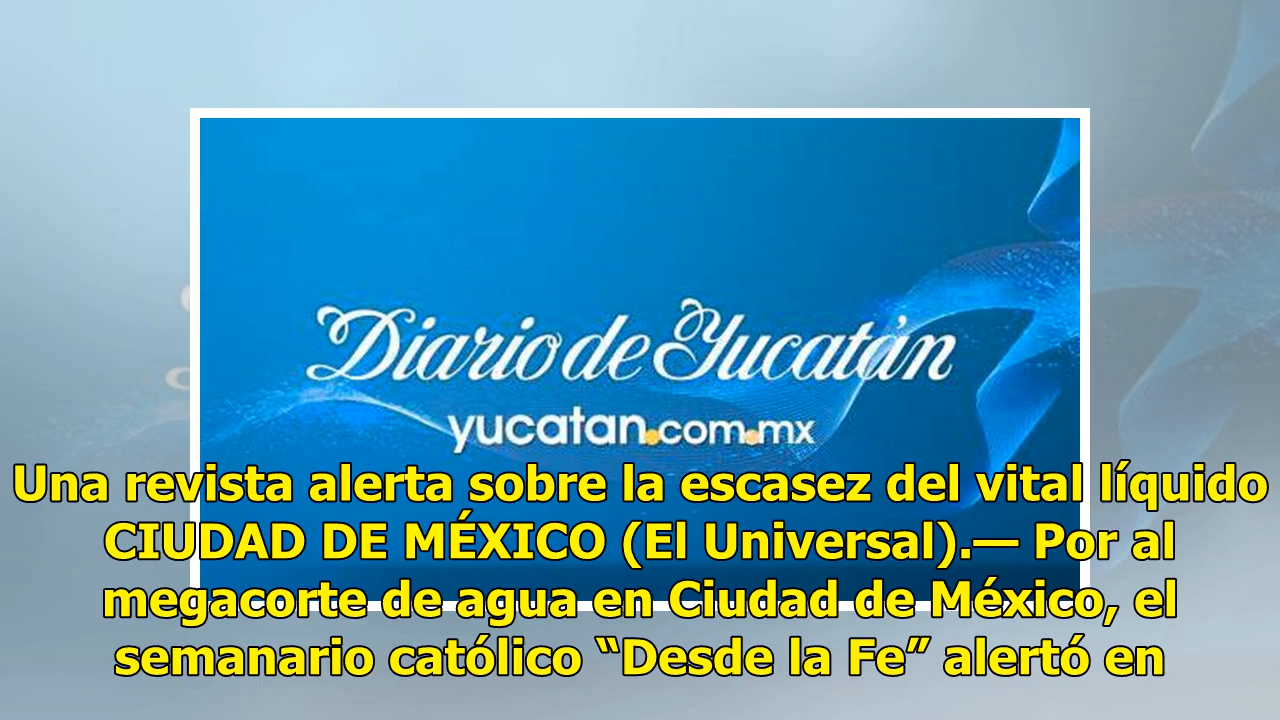 Diario de Yucatán
yucatan.com.mx
Una revista alerta sobre la escasez del vital líquido
CIUDAD DE MÉXICO (El Universal).— Por al
megacorte de agua en Ciudad de México, el
semanario católico “Desde la Fe” alertó en